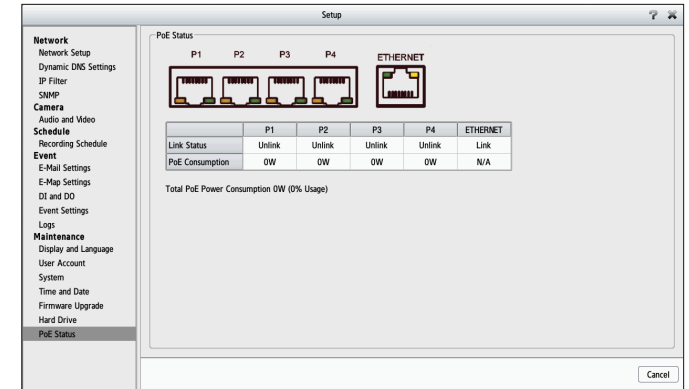 Setup
?
Network
Network Setup
Dynamic DNS Settings
IP Filter
SNMP
Camera
Audio and Video
Schedule
Recording Schedule
Event
E-Mail Settings
E-Map Settings
DI and DO
Event Settings
Logs
Maintenance
Display and Language
User Account
System
Time and Date
Firmware Upgrade
Hard Drive
PoE Status
PoE Status
P1 P2 P3 P4 ETHERNET
P1 P2 P3 P4 ETHERNET
Link Status Unlink Unlink Unlink Unlink Link
PoE Consumption 0W 0W 0W 0W N/A
Total PoE Power Consumption 0W (0% Usage)
Cancel